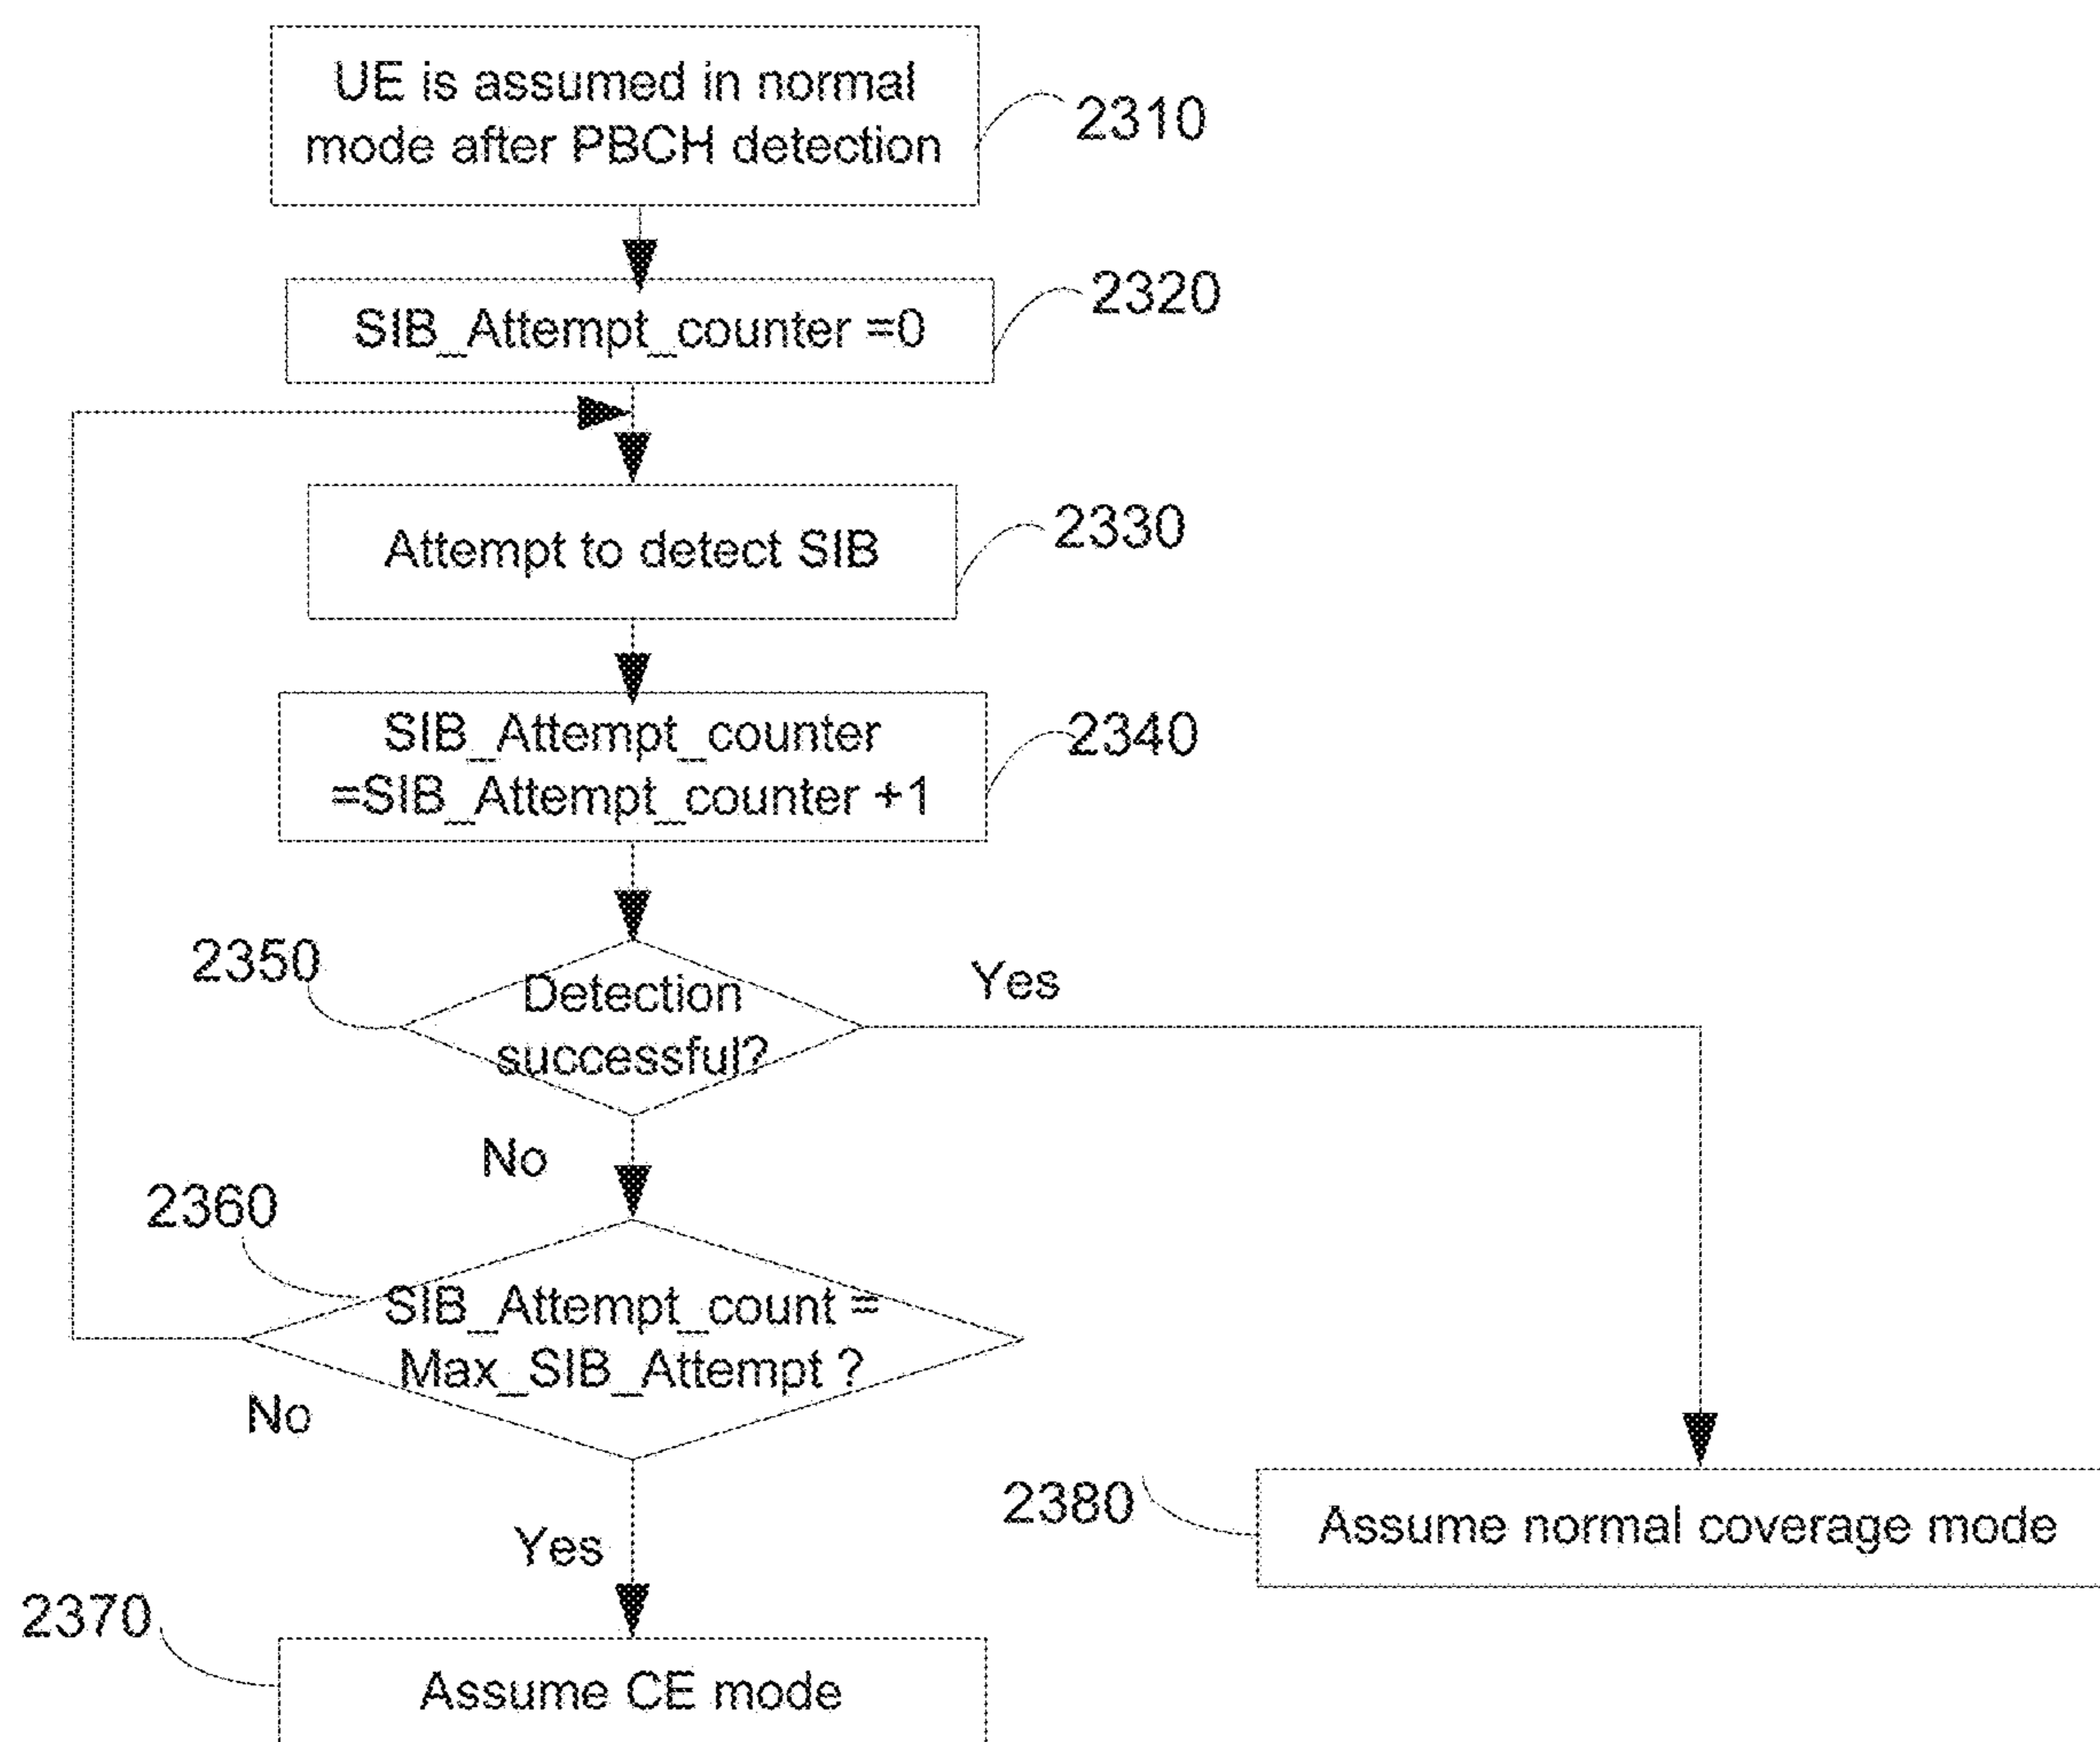 UE is assumed in normal
mode after PBCH detection
2310
SIB_Attempt_counter =0
2320
Attempt to detect SIB
2330
SIB_Attempt_counter
=SIB_Attempt_counter +1
2340
2350
Detection
successful?
Yes
No
2360
SIB_Attempt_count =
Max_SIB_Attempt ?
No
Yes
2380
Assume normal coverage mode
2370
Assume CE mode